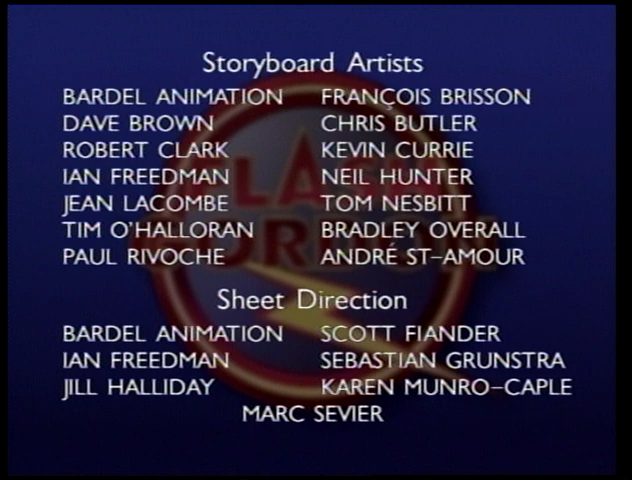 Storyboard Artists
BARDEL ANIMATION FRANÇOIS BRISSON
DAVE BROWN CHRIS BUTLER
ROBERT CLARK KEVIN CURRIE
IAN FREEDMAN NEIL HUNTER
JEAN LACOMBE TOM NESBITT
TIM O'HALLORAN BRADLEY OVERALL
PAUL RIVOCHE ANDRÉ ST–AMOUR
FLASH
GORDON
Sheet Direction
BARDEL ANIMATION SCOTT FIANDER
IAN FREEDMAN SEBASTIAN GRUNSTRA
JILL HALLIDAY KAREN MUNRO–CAPLE
MARC SEVIER